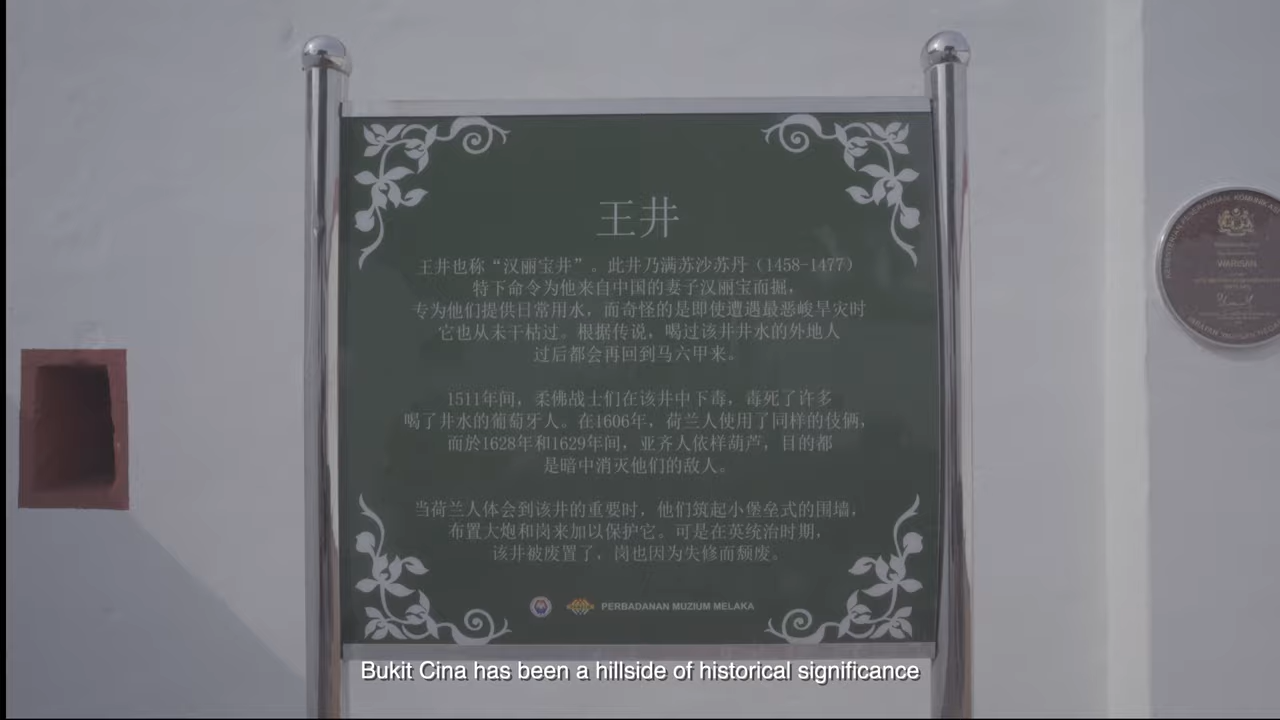 王井
王井也称“汉丽宝井”。此井乃满苏沙苏丹（1458-1477）
特下命令为他来自中国的妻子汉丽宝而掘，
专为他们提供日常用水，而奇怪的是即使遭遇最恶峻旱灾时
它也从未干枯过。根据传说，喝过该井井水的外地人
过后都会再回到马六甲来。
1511年间，柔佛战士们在该井中下毒，毒死了许多
喝了井水的葡萄牙人。在1606年，荷兰人使用了同样的伎俩，
而於1628年和1629年间，亚齐人依样葫芦，目的都
是暗中消灭他们的敌人。
当荷兰人体会到该井的重要时，他们筑起小堡垒式的围墙，
布置大炮和岗来加以保护它。可是在英统治时期，
该井被废置了，岗也因为失修而颓废。
PERBADANAN MUZIUM MELAKA
WARISAN
Bukit Cina has been a hillside of historical significance